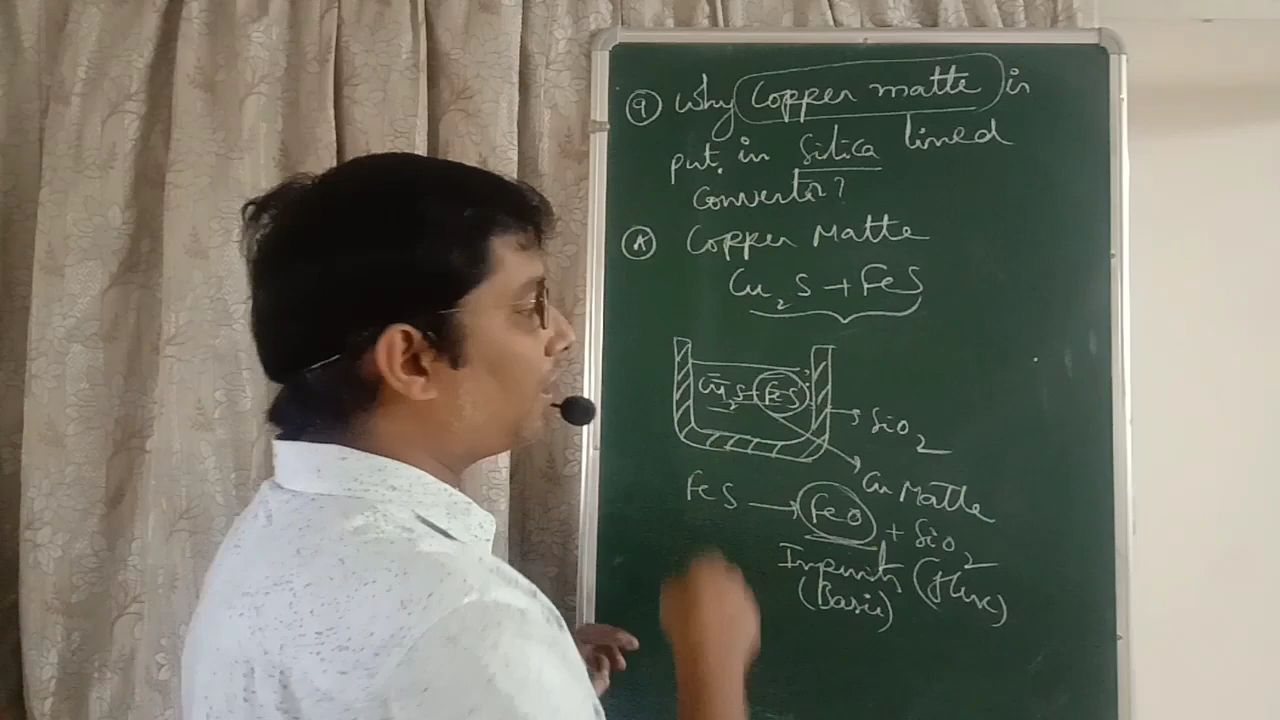 Q Why Copper matte is
put in Silica lined
Converter?
A Copper Matte
Cu₂S + FeS
Cu₂S + FeS
→ SiO₂
→ Cu Matte
FeS → FeO + SiO₂
Impurity (flux)
(Basic)